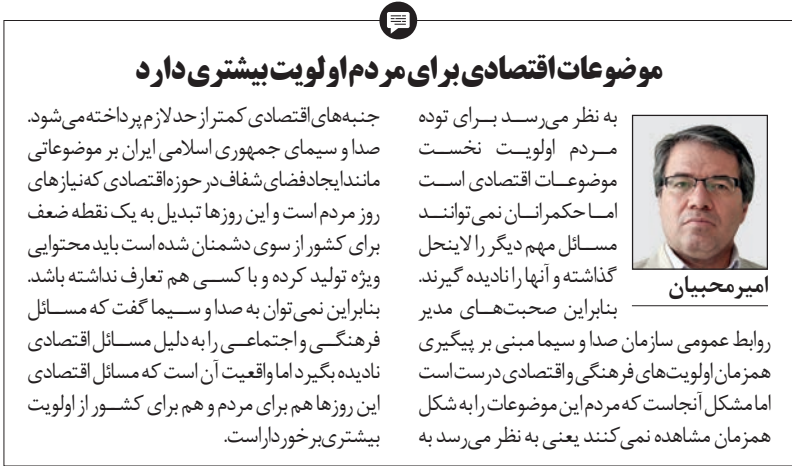 موضوعات اقتصادی برای مردم اولویت بیشتری دارد
به نظر می‌رسد برای توده
مردم اولویت نخست
موضوعات اقتصادی است
اما حکمرانان نمی‌توانند
مسائل مهم دیگر را لاینحل
گذاشته و آنها را نادیده گیرند.
بنابراین صحبت‌های مدیر
امیر محبیان
روابط عمومی سازمان صدا و سیما مبنی بر پیگیری
همزمان اولویت‌های فرهنگی و اقتصادی درست است
اما مشکل آنجاست که مردم این موضوعات را به شکل
همزمان مشاهده نمی‌کنند یعنی به نظر می‌رسد به
جنبه‌های اقتصادی کمتر از حد لازم پرداخته می‌شود.
صدا و سیمای جمهوری اسلامی ایران بر موضوعاتی
مانند ایجاد فضای شفاف در حوزه اقتصادی که نیازهای
روز مردم است و این روزها تبدیل به یک نقطه ضعف
برای کشور از سوی دشمنان شده است باید محتوایی
ویژه تولید کرده و با کسی هم تعارف نداشته باشد.
بنابراین نمی‌توان به صدا و سیما گفت که مسائل
فرهنگی و اجتماعی را به دلیل مسائل اقتصادی
نادیده بگیرد اما واقعیت آن است که مسائل اقتصادی
این روزها هم برای مردم و هم برای کشور از اولویت
بیشتری برخوردار است.